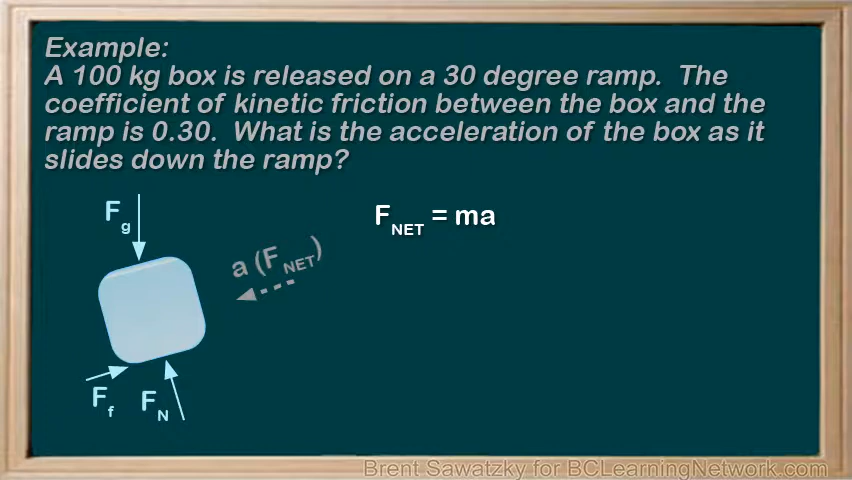 Example:
A 100 kg box is released on a 30 degree ramp. The
coefficient of kinetic friction between the box and the
ramp is 0.30. What is the acceleration of the box as it
slides down the ramp?
Fg
FNET = ma
a (FNET)
Ff
FN
Brent Sawatzky for BCLearningNetwork.com